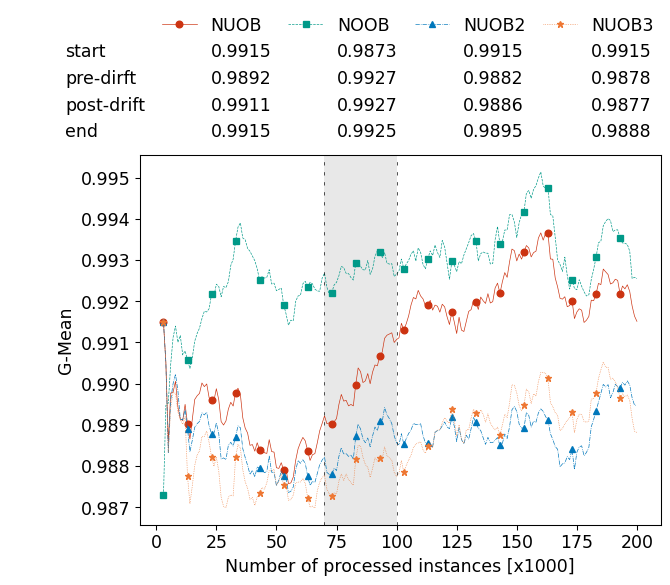 NUOB NOOB NUOB2 NUOB3
start 0.9915 0.9873 0.9915 0.9915
pre-dirft 0.9892 0.9927 0.9882 0.9878
post-drift 0.9911 0.9927 0.9886 0.9877
end 0.9915 0.9925 0.9895 0.9888
0.995
0.994
0.993
0.992
0.991
0.990
0.989
0.988
0.987
G-Mean
0 25 50 75 100 125 150 175 200
Number of processed instances [x1000]